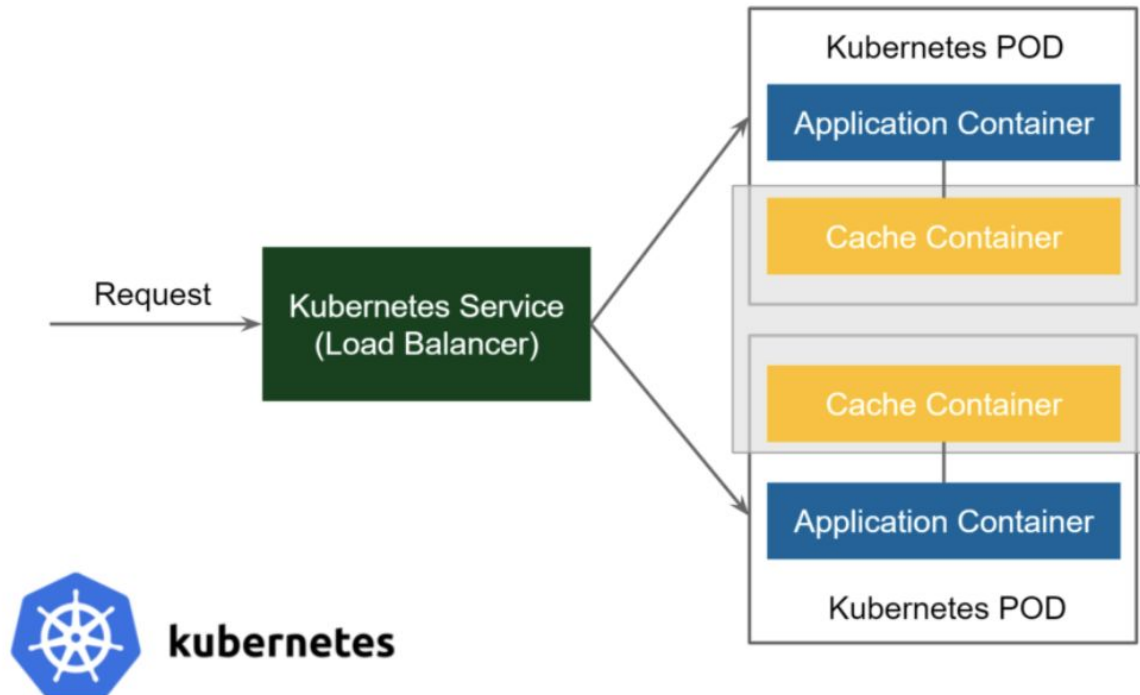 Kubernetes POD
Application Container
Cache Container
Request
Kubernetes Service
(Load Balancer)
Cache Container
Application Container
Kubernetes POD
kubernetes